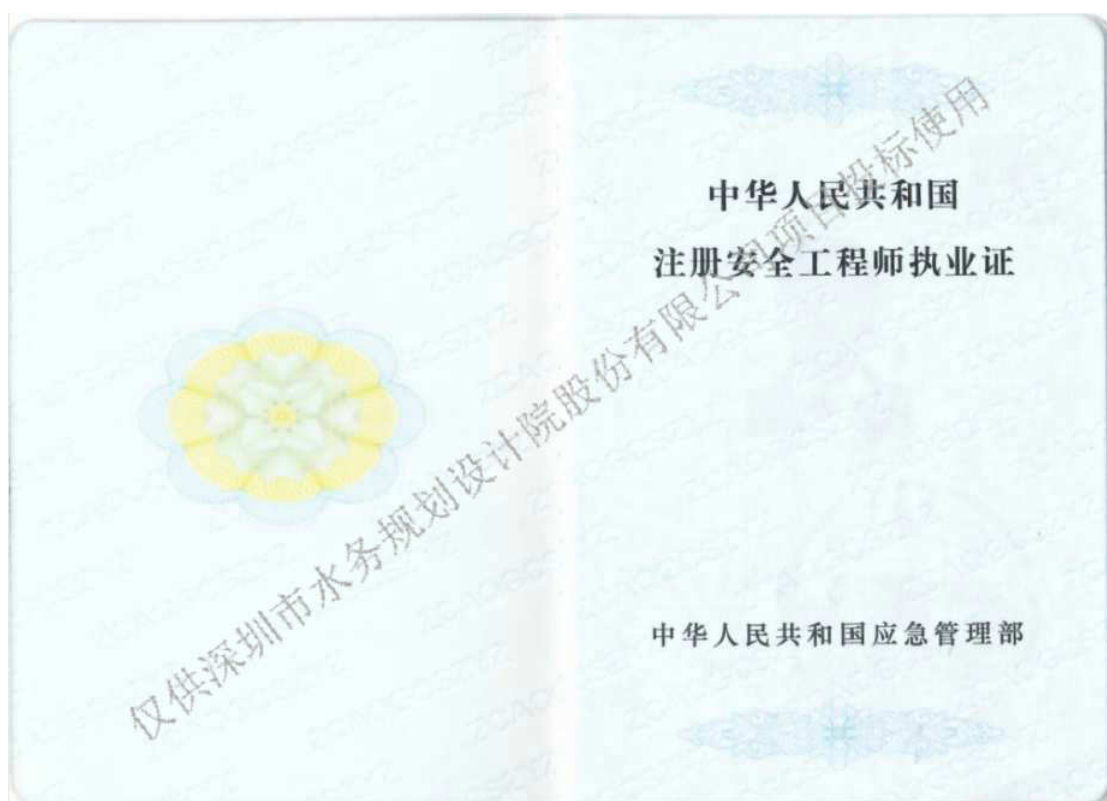 中华人民共和国
注册安全工程师执业证
中华人民共和国应急管理部
仅供深圳市水务规划设计院股份有限公司项目投标使用